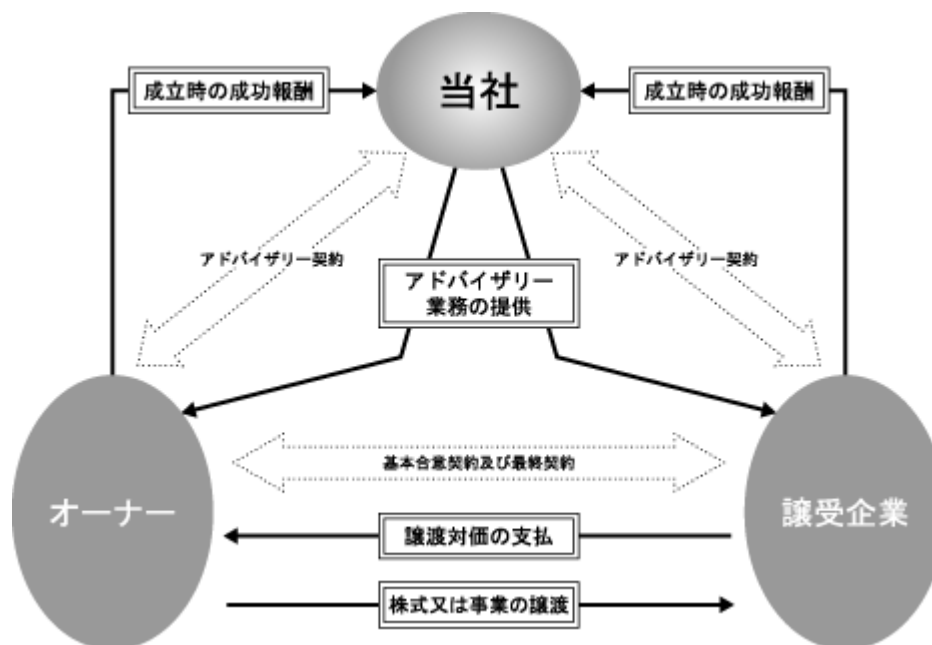 当社
成立時の成功報酬
成立時の成功報酬
アドバイザリー契約
アドバイザリー契約
アドバイザリー
業務の提供
基本合意契約及び最終契約
オーナー
譲受企業
譲渡対価の支払
株式又は事業の譲渡